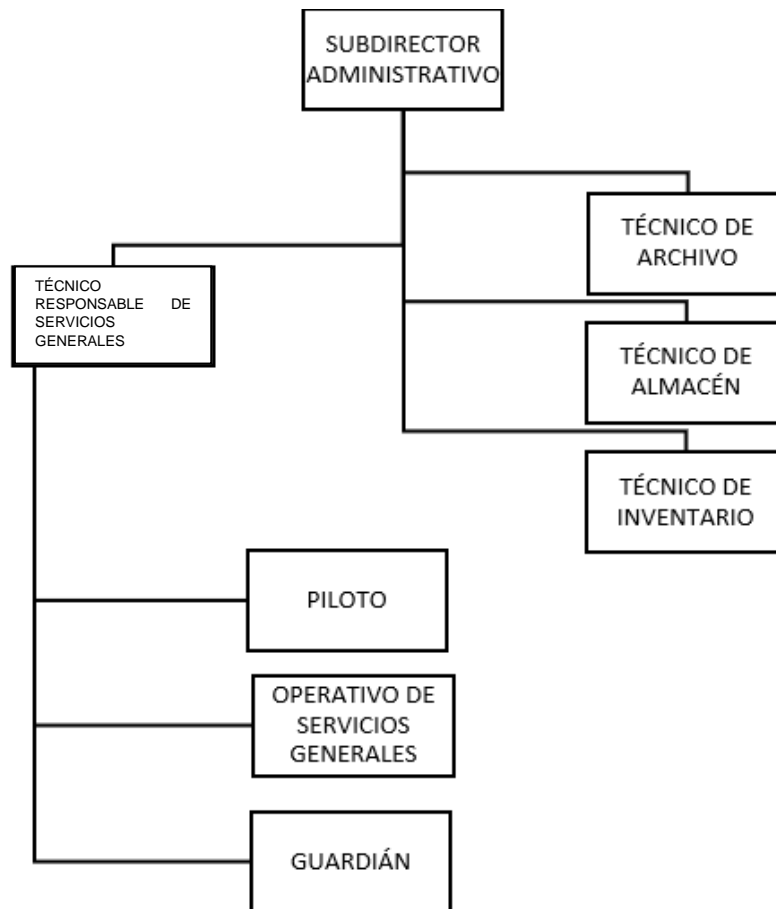 SUBDIRECTOR
ADMINISTRATIVO
TÉCNICO DE
ARCHIVO
TÉCNICO
RESPONSABLE DE
SERVICIOS
GENERALES
TÉCNICO DE
ALMACÉN
TÉCNICO DE
INVENTARIO
PILOTO
OPERATIVO DE
SERVICIOS
GENERALES
GUARDIÁN